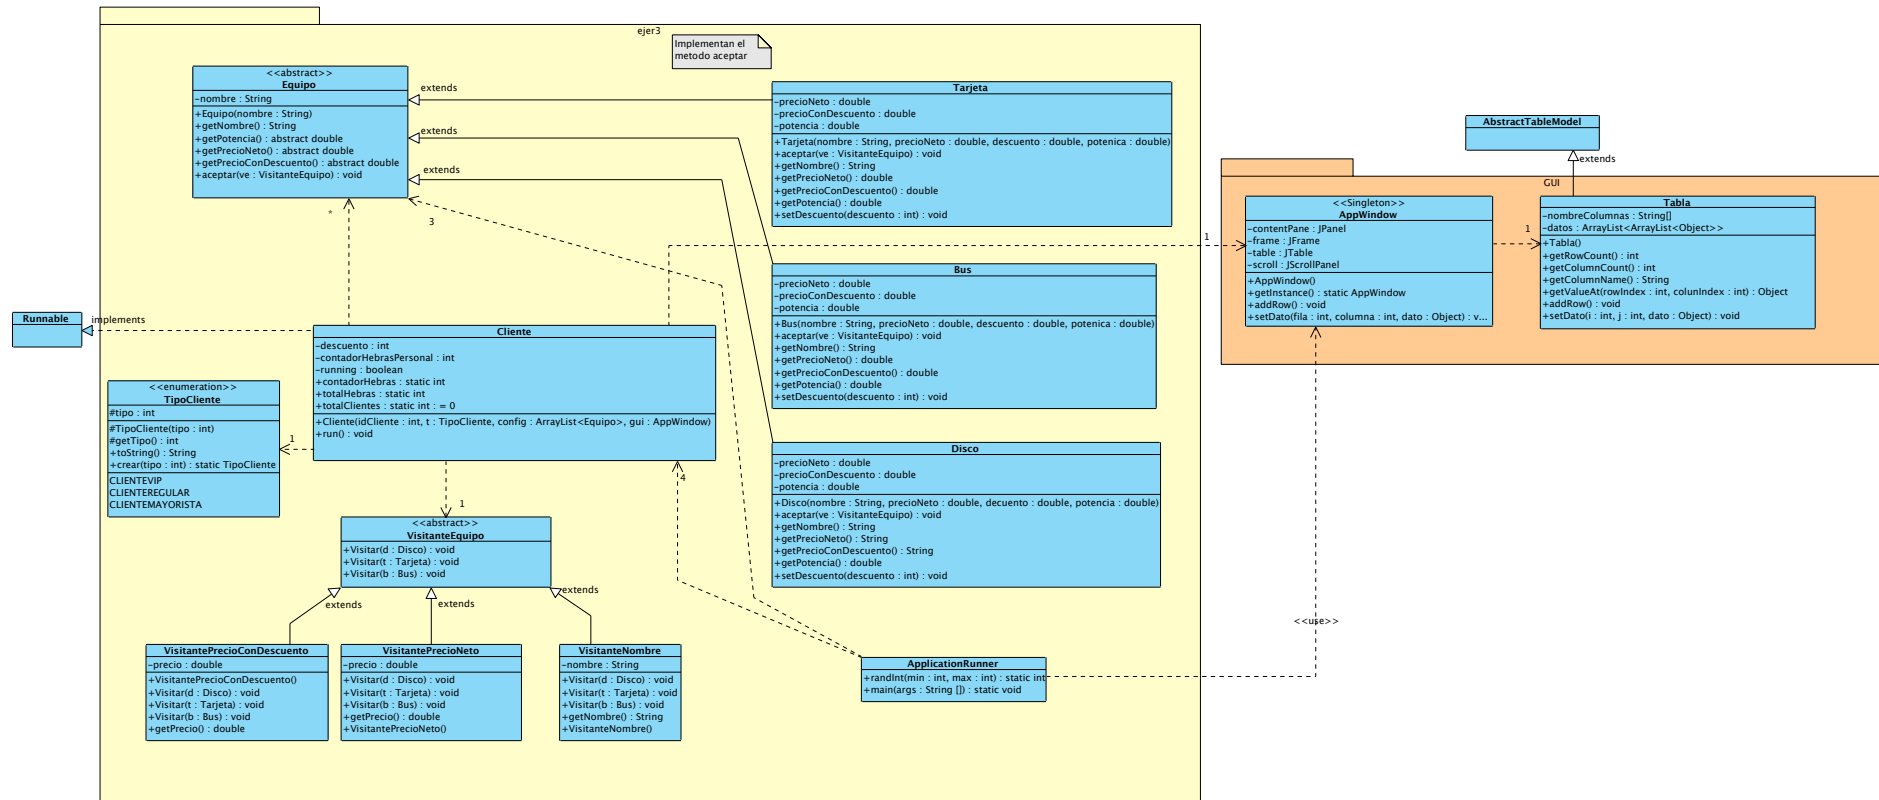 ejer3
Implementan el
metodo aceptar
<<abstract>>
Equipo
-nombre : String
+Equipo(nombre : String)
+getNombre() : String
+getPotencia() : abstract double
+getPrecioNeto() : abstract double
+getPrecioConDescuento() : abstract double
+aceptar(ve : VisitanteEquipo) : void
extends
extends
extends
*
3
Tarjeta
-precioNeto : double
-precioConDescuento : double
-potencia : double
+Tarjeta(nombre : String, precioNeto : double, descuento : double, potenica : double)
+aceptar(ve : VisitanteEquipo) : void
+getNombre() : String
+getPrecioNeto() : double
+getPrecioConDescuento() : double
+getPotencia() : double
+setDescuento(descuento : int) : void
Bus
-precioNeto : double
-precioConDescuento : double
-potencia : double
+Bus(nombre : String, precioNeto : double, descuento : double, potenica : double)
+aceptar(ve : VisitanteEquipo) : void
+getNombre() : String
+getPrecioNeto() : double
+getPrecioConDescuento() : double
+getPotencia() : double
+setDescuento(descuento : int) : void
Disco
-precioNeto : double
-precioConDescuento : double
-potencia : double
+Disco(nombre : String, precioNeto : double, decuento : double, potencia : double)
+aceptar(ve : VisitanteEquipo) : void
+getNombre() : String
+getPrecioNeto() : String
+getPrecioConDescuento() : String
+getPotencia() : double
+setDescuento(descuento : int) : void
Runnable
implements
Cliente
-descuento : int
-contadorHebrasPersonal : int
-running : boolean
+contadorHebras : static int
+totalHebras : static int
+totalClientes : static int : = 0
+Cliente(idCliente : int, t : TipoCliente, config : ArrayList<Equipo>, gui : AppWindow)
+run() : void
<<enumeration>>
TipoCliente
#tipo : int
#TipoCliente(tipo : int)
#getTipo() : int
+toString() : String
+crear(tipo : int) : static TipoCliente
CLIENTEVIP
CLIENTEREGULAR
CLIENTEMAYORISTA
1
1
4
<<abstract>>
VisitanteEquipo
+Visitar(d : Disco) : void
+Visitar(t : Tarjeta) : void
+Visitar(b : Bus) : void
extends
extends
extends
VisitantePrecioConDescuento
-precio : double
+VisitantePrecioConDescuento()
+Visitar(d : Disco) : void
+Visitar(t : Tarjeta) : void
+Visitar(b : Bus) : void
+getPrecio() : double
VisitantePrecioNeto
-precio : double
+Visitar(d : Disco) : void
+Visitar(t : Tarjeta) : void
+Visitar(b : Bus) : void
+getPrecio() : double
+VisitantePrecioNeto()
VisitanteNombre
-nombre : String
+Visitar(d : Disco) : void
+Visitar(t : Tarjeta) : void
+Visitar(b : Bus) : void
+getNombre() : String
+VisitanteNombre()
ApplicationRunner
+randInt(min : int, max : int) : static int
+main(args : String []) : static void
<<use>>
AbstractTableModel
extends
GUI
1
<<Singleton>>
AppWindow
-contentPane : JPanel
-frame : JFrame
-table : JTable
-scroll : JScrollPanel
+AppWindow()
+getInstance() : static AppWindow
+addRow() : void
+setDato(fila : int, columna : int, dato : Object) : v...
1
Tabla
-nombreColumnas : String[]
-datos : ArrayList<ArrayList<Object>>
+Tabla()
+getRowCount() : int
+getColumnCount() : int
+getColumnName() : String
+getValueAt(rowIndex : int, colunIndex : int) : Object
+addRow() : void
+setDato(i : int, j : int, dato : Object) : void